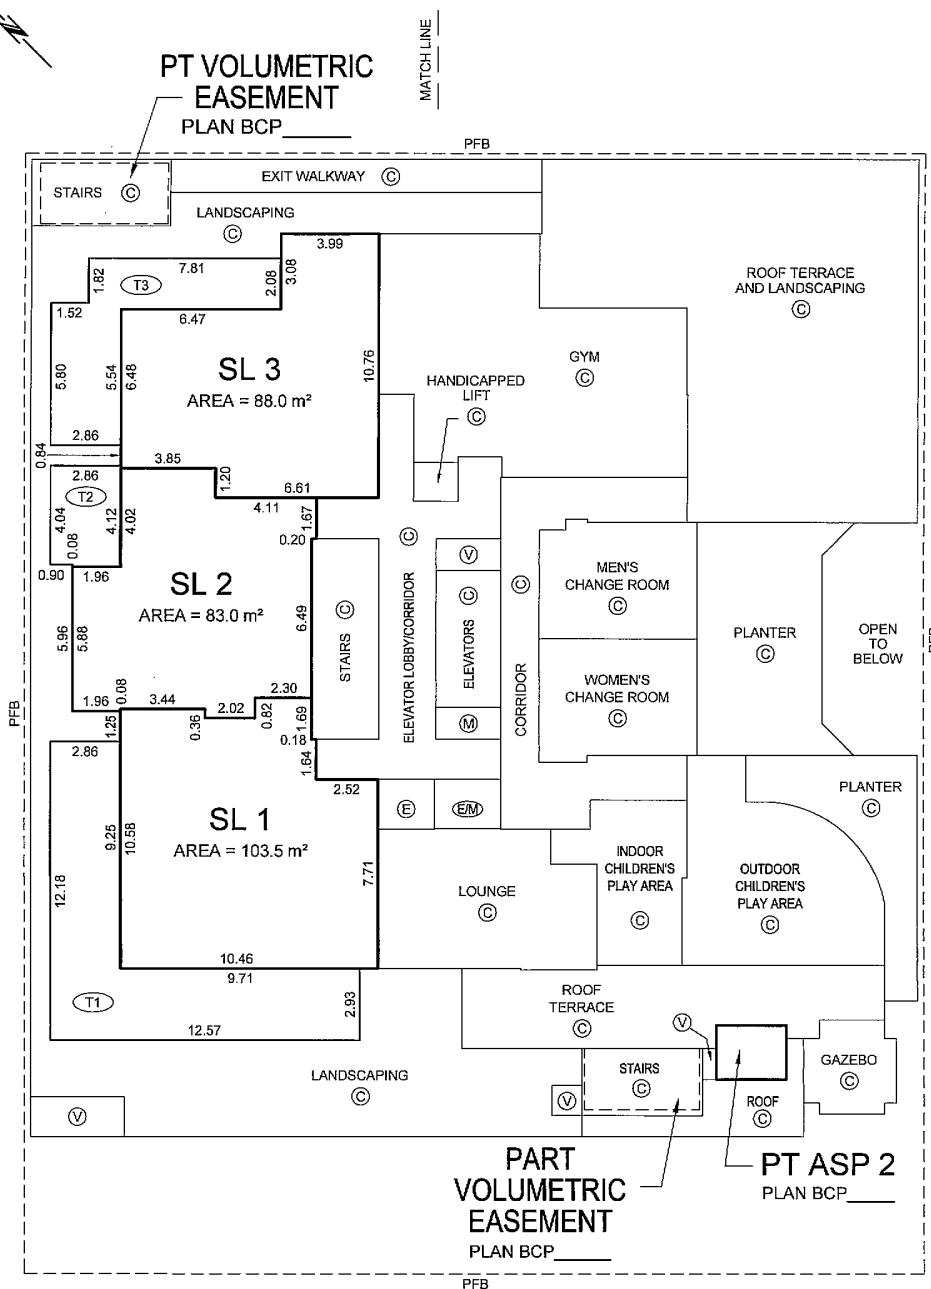 N
MATCH LINE
PT VOLUMETRIC
EASEMENT
PLAN BCP______
PFB
STAIRS Ⓒ
EXIT WALKWAY Ⓒ
LANDSCAPING
Ⓒ
3.99
7.81
1.82
T3
2.08
3.08
1.52
6.47
ROOF TERRACE
AND LANDSCAPING
Ⓒ
SL 3
AREA = 88.0 m²
5.80
5.54
6.48
10.76
GYM
Ⓒ
HANDICAPPED
LIFT
Ⓒ
2.86
0.84
3.85
1.20
6.61
2.86
T2
4.11
1.67
4.04
0.08
4.12
4.02
0.20
Ⓒ
Ⓥ
0.90
1.96
SL 2
AREA = 83.0 m²
6.49
STAIRS Ⓒ
ELEVATOR LOBBY/CORRIDOR
ELEVATORS Ⓒ
CORRIDOR Ⓒ
MEN'S
CHANGE ROOM
Ⓒ
PLANTER
Ⓒ
OPEN
TO
BELOW
PFB
5.96
5.88
WOMEN'S
CHANGE ROOM
Ⓒ
PFB
1.96
0.08
3.44
0.36
2.02
0.82
2.30
1.69
Ⓜ
1.25
2.86
0.18
1.64
2.52
PLANTER
Ⓒ
SL 1
AREA = 103.5 m²
Ⓔ
E/M
9.25
10.58
12.18
7.71
LOUNGE
Ⓒ
INDOOR
CHILDREN'S
PLAY AREA
Ⓒ
OUTDOOR
CHILDREN'S
PLAY AREA
Ⓒ
10.46
9.71
T1
2.93
12.57
ROOF
TERRACE
Ⓒ
Ⓥ
LANDSCAPING
Ⓒ
STAIRS
Ⓒ
GAZEBO
Ⓒ
Ⓥ
Ⓥ
ROOF
Ⓒ
PART
VOLUMETRIC
EASEMENT
PLAN BCP______
PT ASP 2
PLAN BCP_____
PFB